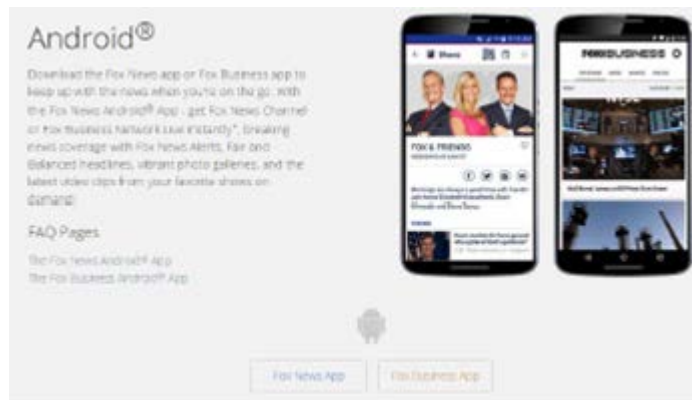 Android®
Download the Fox News app or Fox Business app to
keep up with the news when you're on the go. With
the Fox News Android® App - get Fox News Channel
or Fox Business Network Live Instantly*, breaking
news coverage with Fox News Alerts, Fair and
Balanced headlines, vibrant photo galleries, and the
latest video clips from your favorite shows on
demand!
FAQ Pages
The Fox News Android® App
The Fox Business Android® App
Shows
FOX & FRIENDS
FOX BUSINESS
Fox News App
Fox Business App